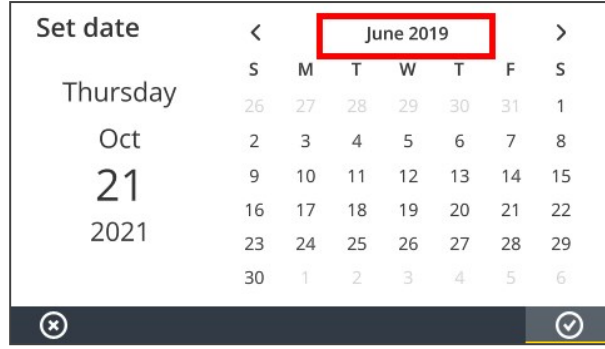 Set date
Thursday
Oct
21
2021
June 2019
S M T W T F S
26 27 28 29 30 31 1
2 3 4 5 6 7 8
9 10 11 12 13 14 15
16 17 18 19 20 21 22
23 24 25 26 27 28 29
30 1 2 3 4 5 6